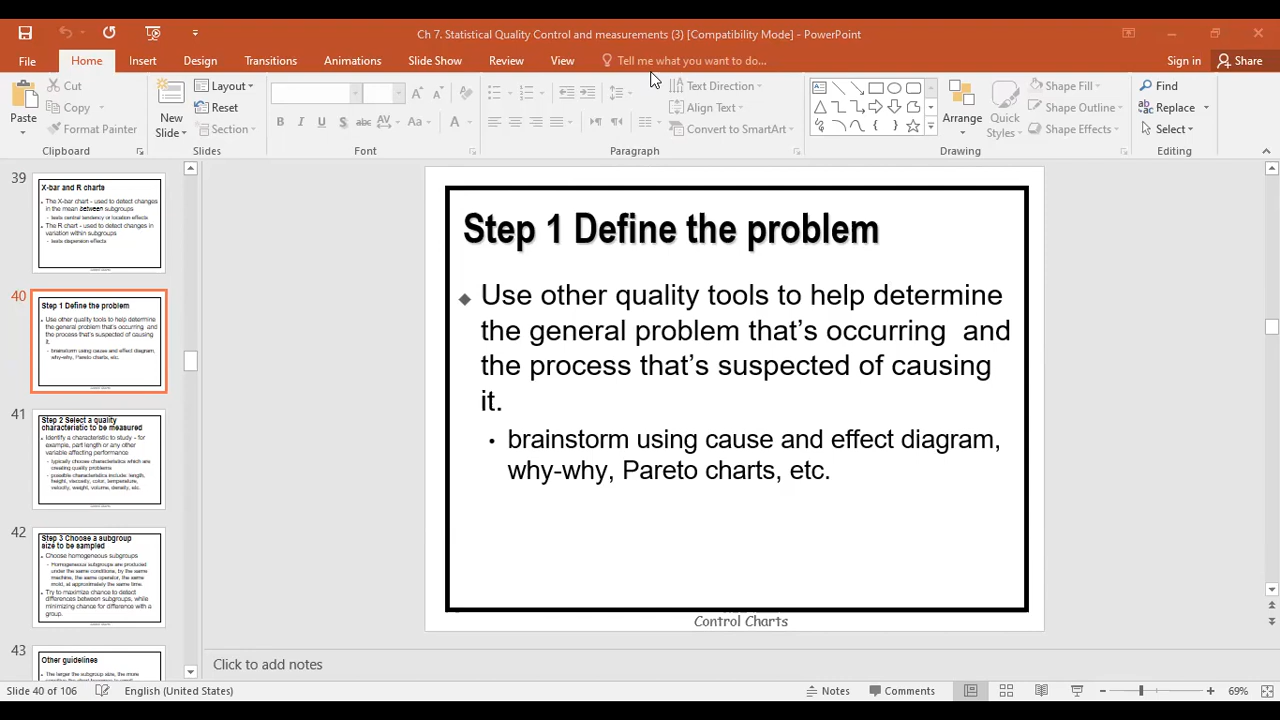 Ch 7. Statistical Quality Control and measurements (3) [Compatibility Mode] - PowerPoint
File Home Insert Design Transitions Animations Slide Show Review View Tell me what you want to do... Sign in Share
Paste
Cut
Copy
Format Painter
Clipboard
New
Slide
Layout
Reset
Section
Slides
B I U S abc AV Aa A
Font
Text Direction
Align Text
Convert to SmartArt
Paragraph
Arrange
Quick
Styles
Shape Fill
Shape Outline
Shape Effects
Drawing
Find
Replace
Select
Editing
39
X-bar and R charts
The X-bar chart - used to detect changes
in the mean between subgroups
tests central tendency or location effects
The R chart - used to detect changes in
variation within subgroups
tests dispersion effects
40
Step 1 Define the problem
Use other quality tools to help determine
the general problem that's occurring and
the process that's suspected of causing
it.
brainstorm using cause and effect diagram,
why-why, Pareto charts, etc.
41
Step 2 Select a quality
characteristic to be measured
Identify a characteristic to study - for
example, part length or any other
variable affecting performance
typically choose characteristics which are
creating quality problems
possible characteristics include: length,
height, viscosity, color, temperature,
velocity, weight, volume, density, etc.
42
Step 3 Choose a subgroup
size to be sampled
Choose homogeneous subgroups
Homogeneous subgroups are produced
under the same conditions, by the same
machine, the same operator, the same
mold, at approximately the same time.
Try to maximize chance to detect
differences between subgroups, while
minimizing chance for difference with a
group.
43
Other guidelines
The larger the subgroup size, the more
Step 1 Define the problem
Use other quality tools to help determine
the general problem that's occurring and
the process that's suspected of causing
it.
brainstorm using cause and effect diagram,
why-why, Pareto charts, etc.
Control Charts
Click to add notes
Slide 40 of 106 English (United States) Notes Comments 69%